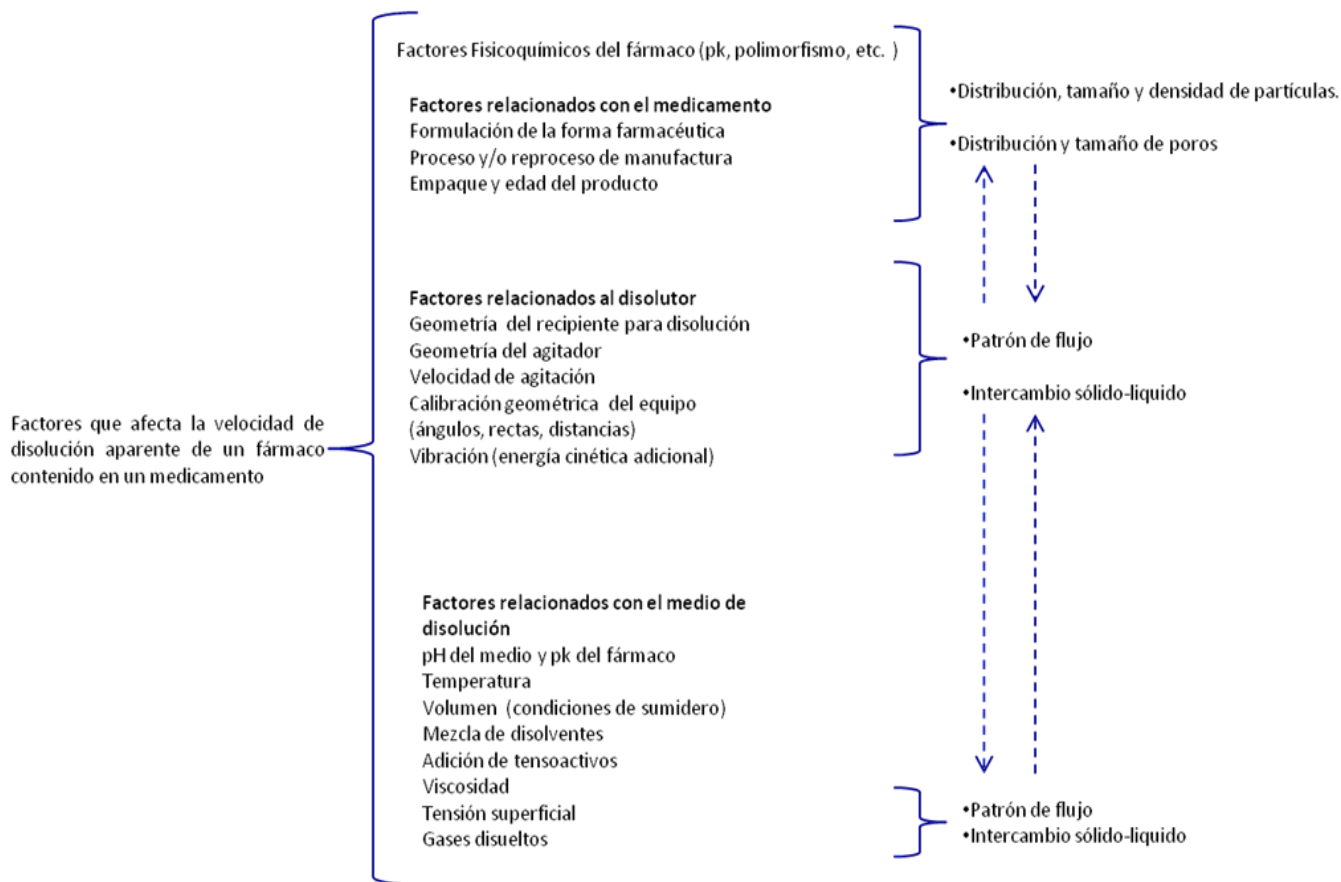 Factores que afecta la velocidad de
disolución aparente de un fármaco
contenido en un medicamento
Factores Fisicoquímicos del fármaco (pk, polimorfismo, etc. )
Factores relacionados con el medicamento
Formulación de la forma farmacéutica
Proceso y/o reproceso de manufactura
Empaque y edad del producto
•Distribución, tamaño y densidad de partículas.
•Distribución y tamaño de poros
Factores relacionados al disolutor
Geometría del recipiente para disolución
Geometría del agitador
Velocidad de agitación
Calibración geométrica del equipo
(ángulos, rectas, distancias)
Vibración (energía cinética adicional)
•Patrón de flujo
•Intercambio sólido-liquido
Factores relacionados con el medio de
disolución
pH del medio y pk del fármaco
Temperatura
Volumen (condiciones de sumidero)
Mezcla de disolventes
Adición de tensoactivos
Viscosidad
Tensión superficial
Gases disueltos
•Patrón de flujo
•Intercambio sólido-liquido